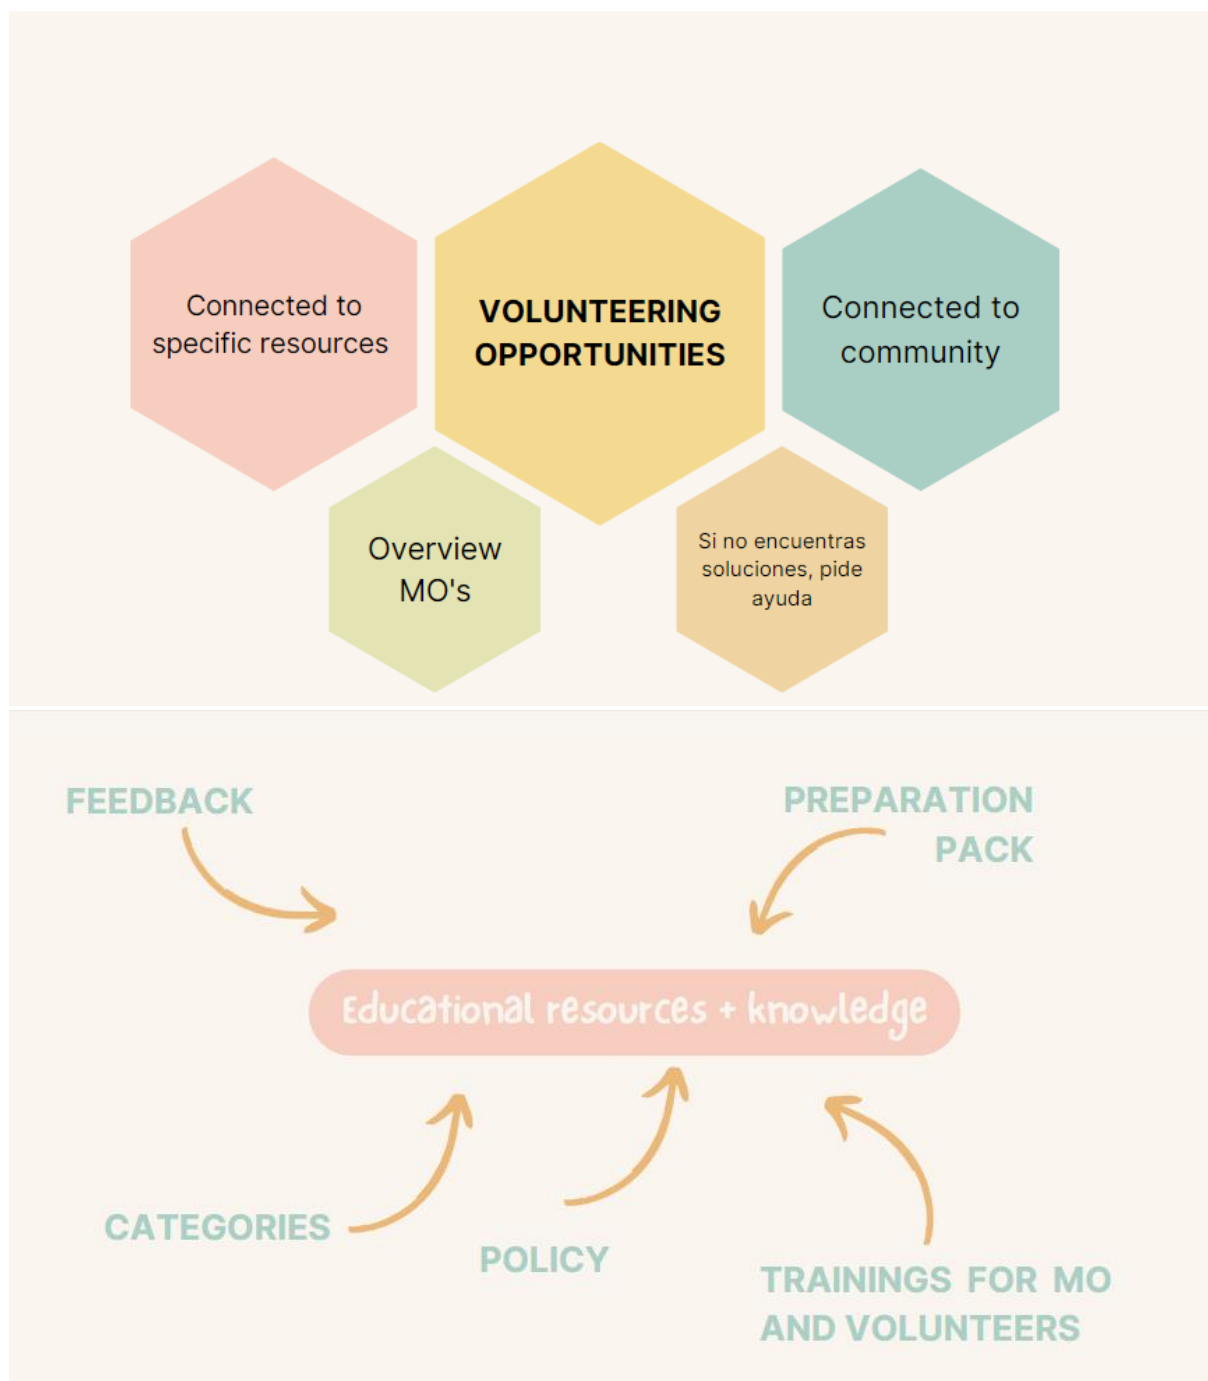 Connected to
specific resources
VOLUNTEERING
OPPORTUNITIES
Connected to
community
Overview
MO's
Si no encuentras
soluciones, pide
ayuda
FEEDBACK
PREPARATION
PACK
Educational resources + knowledge
CATEGORIES
POLICY
TRAININGS FOR MO
AND VOLUNTEERS